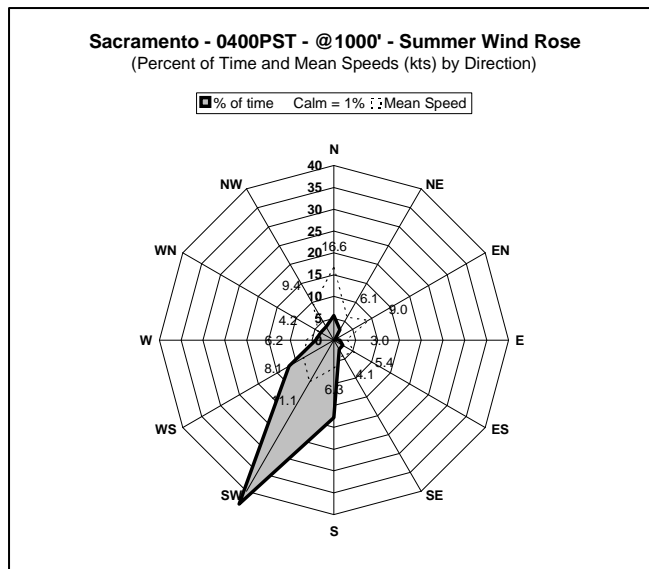 Sacramento - 0400PST - @1000' - Summer Wind Rose
(Percent of Time and Mean Speeds (kts) by Direction)
% of time Calm = 1% Mean Speed
N
40
NW
35
NE
30
25
WN
20
EN
16.6
15
9.4
10
6.1
9.0
4.2
5
W
6.2
0
3.0
E
8.1
5.4
4.1
11.1
6.3
WS
ES
SW
SE
S